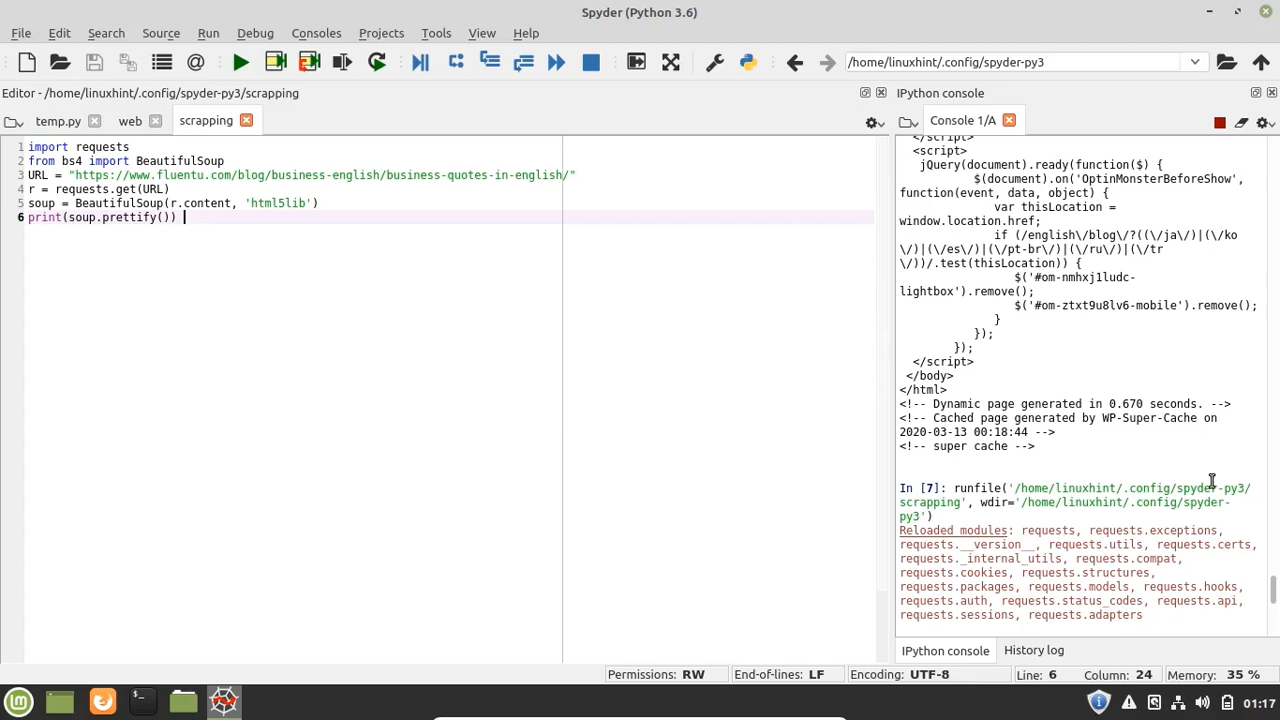 Spyder (Python 3.6)
File Edit Search Source Run Debug Consoles Projects Tools View Help
/home/linuxhint/.config/spyder-py3
Editor - /home/linuxhint/.config/spyder-py3/scrapping
temp.py web scrapping
1 import requests
2 from bs4 import BeautifulSoup
3 URL = "https://www.fluentu.com/blog/business-english/business-quotes-in-english/"
4 r = requests.get(URL)
5 soup = BeautifulSoup(r.content, 'html5lib')
6 print(soup.prettify())
IPython console
Console 1/A
</script>
<script>
jQuery(document).ready(function($) {
$(document).on('OptinMonsterBeforeShow',
function(event, data, object) {
var thisLocation =
window.location.href;
if (/english\/blog\/?((\/ja\/)|(\/ko
\/)|(\/es\/)|(\/pt-br\/)|(\/ru\/)|(\/tr
\/))/.test(thisLocation)) {
$('#om-nmhxj1ludc-
lightbox').remove();
$('#om-ztxt9u8lv6-mobile').remove();
}
});
});
</script>
</body>
</html>
<!-- Dynamic page generated in 0.670 seconds. -->
<!-- Cached page generated by WP-Super-Cache on
2020-03-13 00:18:44 -->
<!-- super cache -->
In [7]: runfile('/home/linuxhint/.config/spyder-py3/
scrapping', wdir='/home/linuxhint/.config/spyder-
py3')
Reloaded modules: requests, requests.exceptions,
requests.__version__, requests.utils, requests.certs,
requests._internal_utils, requests.compat,
requests.cookies, requests.structures,
requests.packages, requests.models, requests.hooks,
requests.auth, requests.status_codes, requests.api,
requests.sessions, requests.adapters
IPython console History log
Permissions: RW End-of-lines: LF Encoding: UTF-8 Line: 6 Column: 24 Memory: 35 %
01:17